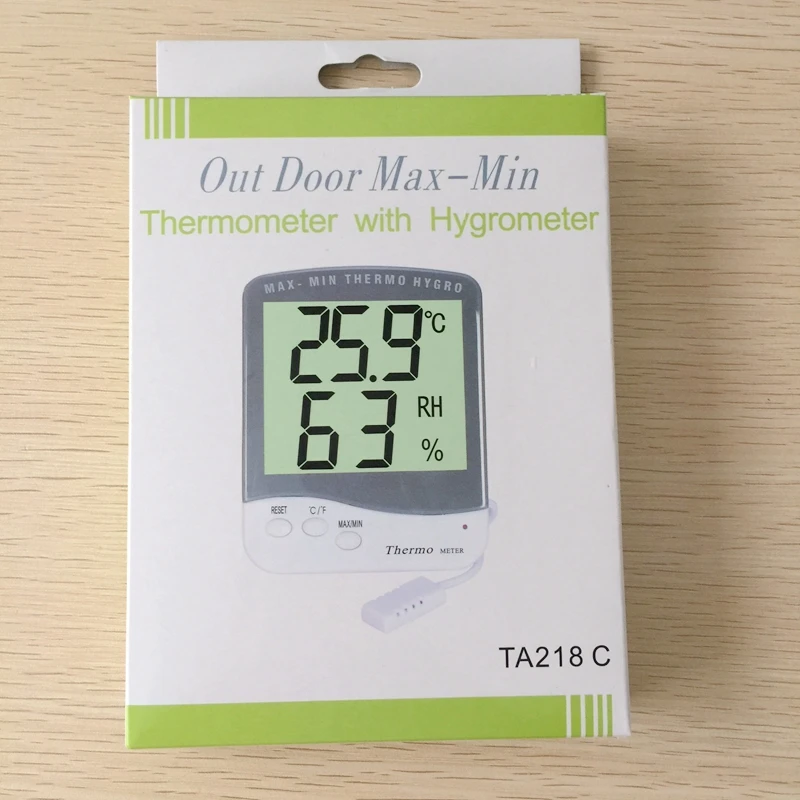 Out Door Max-Min
Thermometer with Hygrometer
MAX- MIN THERMO HYGRO
25.9 °C
63 RH
%
RESET °C/°F MAX/MIN
Thermo METER
TA218 C